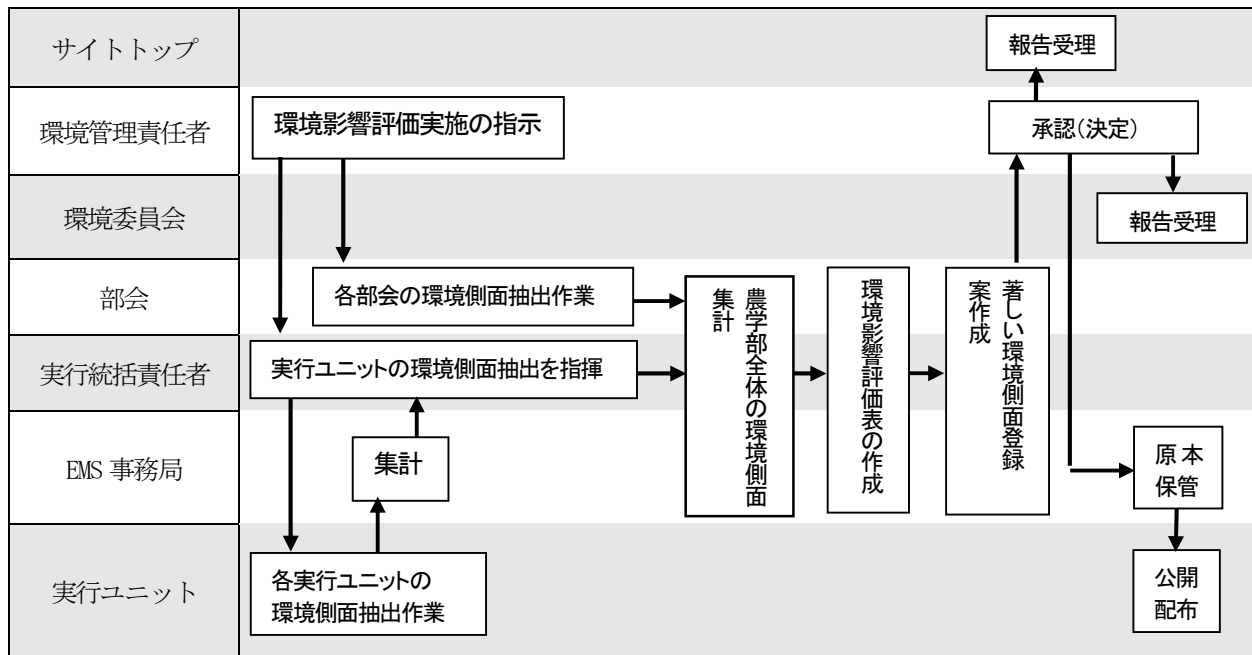 サイトトップ
報告受理
環境管理責任者
環境影響評価実施の指示
承認(決定)
環境委員会
報告受理
部会
各部会の環境側面抽出作業
農学部全体の環境側面
集計
環境影響評価表の作成
著しい環境側面登録
案作成
実行統括責任者
実行ユニットの環境側面抽出を指揮
EMS 事務局
集計
原本
保管
実行ユニット
各実行ユニットの
環境側面抽出作業
公開
配布